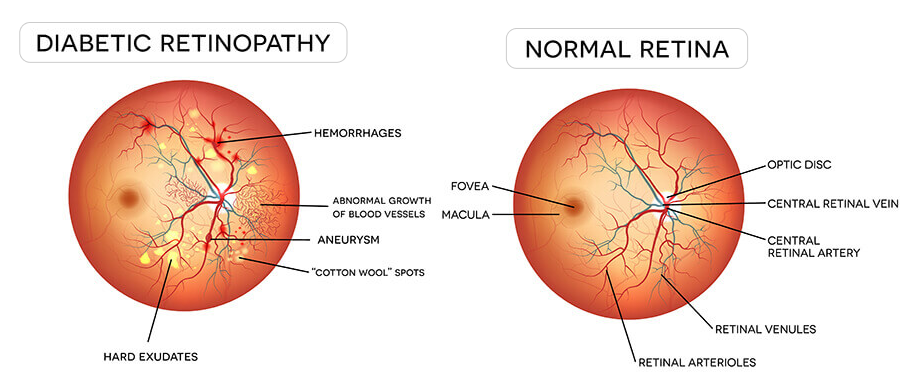 DIABETIC RETINOPATHY
HEMORRHAGES
ABNORMAL GROWTH
OF BLOOD VESSELS
ANEURYSM
"COTTON WOOL" SPOTS
HARD EXUDATES
NORMAL RETINA
OPTIC DISC
FOVEA
CENTRAL RETINAL VEIN
MACULA
CENTRAL
RETINAL ARTERY
RETINAL VENULES
RETINAL ARTERIOLES